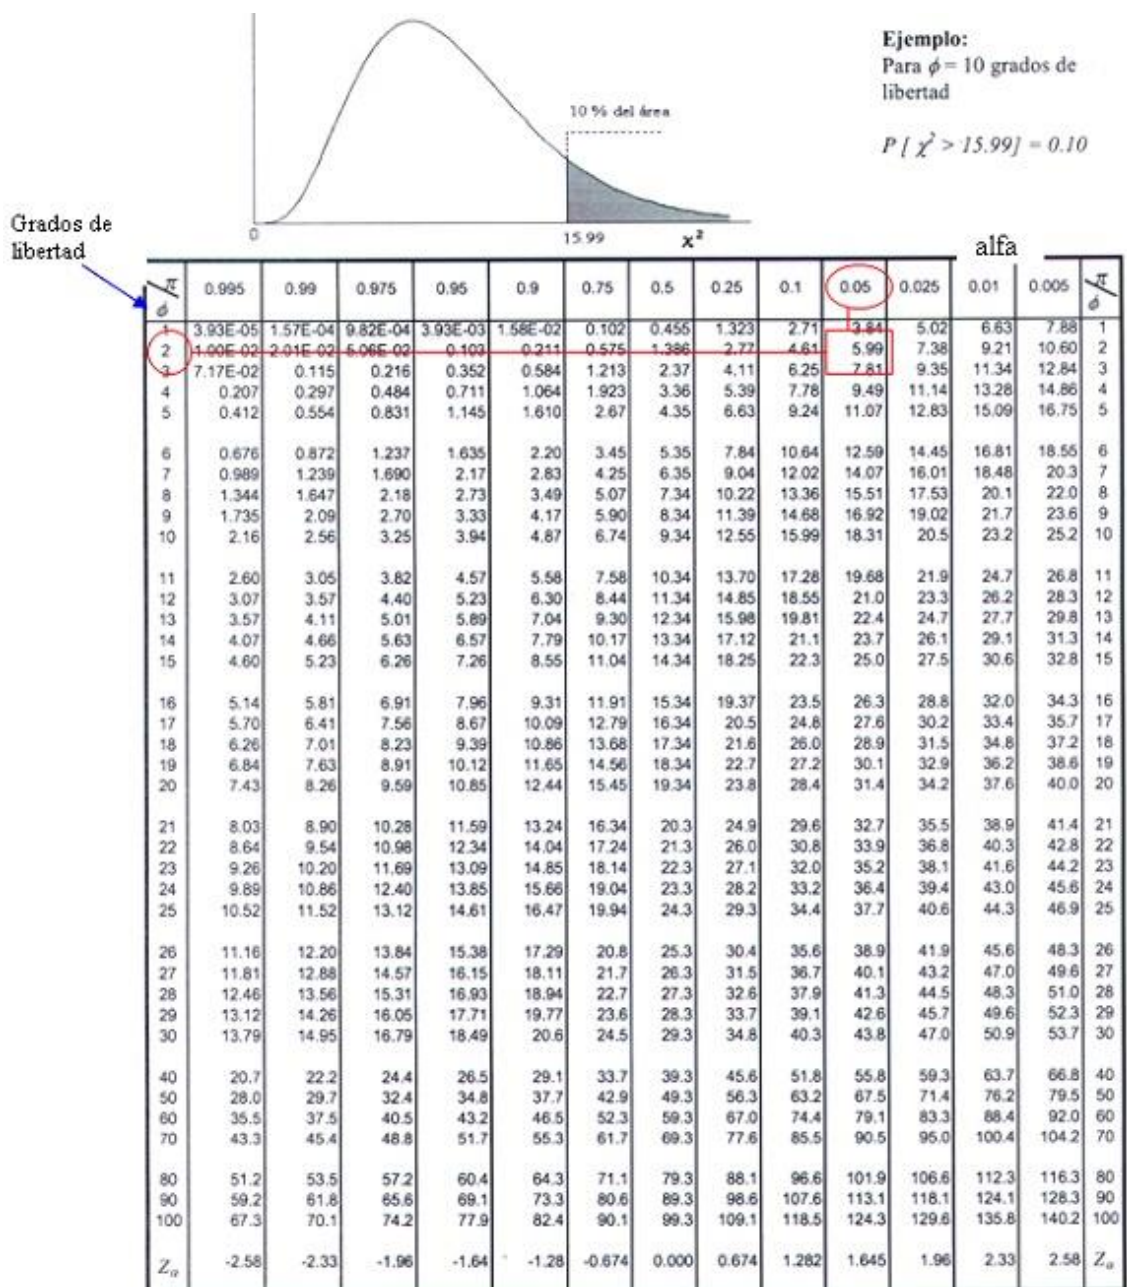 Ejemplo:
Para ϕ = 10 grados de
libertad
P [ χ² > 15.99] = 0.10
10 % del área
0 15.99 χ²
Grados de
libertad
alfa
π 0.995 0.99 0.975 0.95 0.9 0.75 0.5 0.25 0.1 0.05 0.025 0.01 0.005 π
ϕ ϕ
1 3.93E-05 1.57E-04 9.82E-04 3.93E-03 1.58E-02 0.102 0.455 1.323 2.71 3.84 5.02 6.63 7.88 1
2 1.00E-02 2.01E-02 5.06E-02 0.103 0.211 0.575 1.386 2.77 4.61 5.99 7.38 9.21 10.60 2
3 7.17E-02 0.115 0.216 0.352 0.584 1.213 2.37 4.11 6.25 7.81 9.35 11.34 12.84 3
4 0.207 0.297 0.484 0.711 1.064 1.923 3.36 5.39 7.78 9.49 11.14 13.28 14.86 4
5 0.412 0.554 0.831 1.145 1.610 2.67 4.35 6.63 9.24 11.07 12.83 15.09 16.75 5
6 0.676 0.872 1.237 1.635 2.20 3.45 5.35 7.84 10.64 12.59 14.45 16.81 18.55 6
7 0.989 1.239 1.690 2.17 2.83 4.25 6.35 9.04 12.02 14.07 16.01 18.48 20.3 7
8 1.344 1.647 2.18 2.73 3.49 5.07 7.34 10.22 13.36 15.51 17.53 20.1 22.0 8
9 1.735 2.09 2.70 3.33 4.17 5.90 8.34 11.39 14.68 16.92 19.02 21.7 23.6 9
10 2.16 2.56 3.25 3.94 4.87 6.74 9.34 12.55 15.99 18.31 20.5 23.2 25.2 10
11 2.60 3.05 3.82 4.57 5.58 7.58 10.34 13.70 17.28 19.68 21.9 24.7 26.8 11
12 3.07 3.57 4.40 5.23 6.30 8.44 11.34 14.85 18.55 21.0 23.3 26.2 28.3 12
13 3.57 4.11 5.01 5.89 7.04 9.30 12.34 15.98 19.81 22.4 24.7 27.7 29.8 13
14 4.07 4.66 5.63 6.57 7.79 10.17 13.34 17.12 21.1 23.7 26.1 29.1 31.3 14
15 4.60 5.23 6.26 7.26 8.55 11.04 14.34 18.25 22.3 25.0 27.5 30.6 32.8 15
16 5.14 5.81 6.91 7.96 9.31 11.91 15.34 19.37 23.5 26.3 28.8 32.0 34.3 16
17 5.70 6.41 7.56 8.67 10.09 12.79 16.34 20.5 24.8 27.6 30.2 33.4 35.7 17
18 6.26 7.01 8.23 9.39 10.86 13.68 17.34 21.6 26.0 28.9 31.5 34.8 37.2 18
19 6.84 7.63 8.91 10.12 11.65 14.56 18.34 22.7 27.2 30.1 32.9 36.2 38.6 19
20 7.43 8.26 9.59 10.85 12.44 15.45 19.34 23.8 28.4 31.4 34.2 37.6 40.0 20
21 8.03 8.90 10.28 11.59 13.24 16.34 20.3 24.9 29.6 32.7 35.5 38.9 41.4 21
22 8.64 9.54 10.98 12.34 14.04 17.24 21.3 26.0 30.8 33.9 36.8 40.3 42.8 22
23 9.26 10.20 11.69 13.09 14.85 18.14 22.3 27.1 32.0 35.2 38.1 41.6 44.2 23
24 9.89 10.86 12.40 13.85 15.66 19.04 23.3 28.2 33.2 36.4 39.4 43.0 45.6 24
25 10.52 11.52 13.12 14.61 16.47 19.94 24.3 29.3 34.4 37.7 40.6 44.3 46.9 25
26 11.16 12.20 13.84 15.38 17.29 20.8 25.3 30.4 35.6 38.9 41.9 45.6 48.3 26
27 11.81 12.88 14.57 16.15 18.11 21.7 26.3 31.5 36.7 40.1 43.2 47.0 49.6 27
28 12.46 13.56 15.31 16.93 18.94 22.7 27.3 32.6 37.9 41.3 44.5 48.3 51.0 28
29 13.12 14.26 16.05 17.71 19.77 23.6 28.3 33.7 39.1 42.6 45.7 49.6 52.3 29
30 13.79 14.95 16.79 18.49 20.6 24.5 29.3 34.8 40.3 43.8 47.0 50.9 53.7 30
40 20.7 22.2 24.4 26.5 29.1 33.7 39.3 45.6 51.8 55.8 59.3 63.7 66.8 40
50 28.0 29.7 32.4 34.8 37.7 42.9 49.3 56.3 63.2 67.5 71.4 76.2 79.5 50
60 35.5 37.5 40.5 43.2 46.5 52.3 59.3 67.0 74.4 79.1 83.3 88.4 92.0 60
70 43.3 45.4 48.8 51.7 55.3 61.7 69.3 77.6 85.5 90.5 95.0 100.4 104.2 70
80 51.2 53.5 57.2 60.4 64.3 71.1 79.3 88.1 96.6 101.9 106.6 112.3 116.3 80
90 59.2 61.8 65.6 69.1 73.3 80.6 89.3 98.6 107.6 113.1 118.1 124.1 128.3 90
100 67.3 70.1 74.2 77.9 82.4 90.1 99.3 109.1 118.5 124.3 129.6 135.8 140.2 100
Zα -2.58 -2.33 -1.96 -1.64 -1.28 -0.674 0.000 0.674 1.282 1.645 1.96 2.33 2.58 Zα